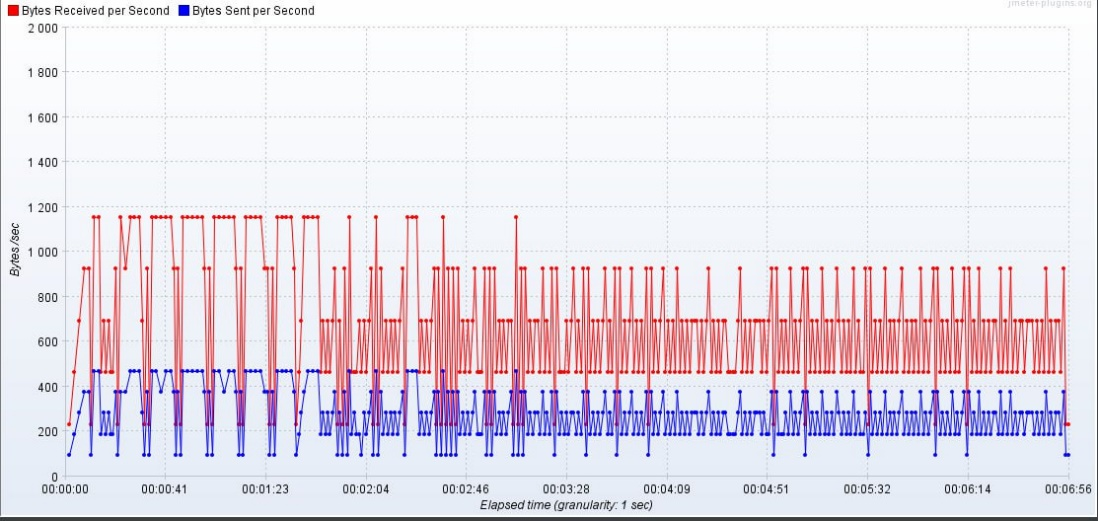 jmeter-plugins.org
Bytes Received per Second Bytes Sent per Second
2 000
1 800
1 600
1 400
1 200
1 000
800
600
400
200
0
Bytes /sec
00:00:00 00:00:41 00:01:23 00:02:04 00:02:46 00:03:28 00:04:09 00:04:51 00:05:32 00:06:14 00:06:56
Elapsed time (granularity: 1 sec)